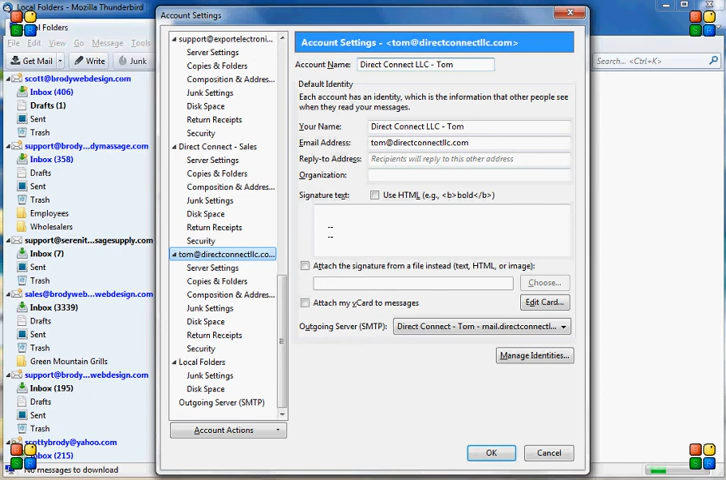 Local Folders - Mozilla Thunderbird
Local Folders
File Edit View Go Message Tools
Get Mail Write Junk
Search... <Ctrl+K>
scott@brodywebdesign.com
Inbox (406)
Drafts (1)
Sent
Trash
support@brody...dymassage.com
Inbox (358)
Drafts
Sent
Trash
Employees
Wholesalers
support@serenit...sagesupply.com
Inbox (7)
Sent
Trash
sales@brodyweb...webdesign.com
Inbox (3339)
Drafts
Trash
Green Mountain Grills
support@brody...webdesign.com
Inbox (195)
Drafts
Sent
Trash
scottybrody@yahoo.com
Inbox (215)
No messages to download
Account Settings
support@exportelectroni...
Server Settings
Copies & Folders
Composition & Address...
Junk Settings
Disk Space
Return Receipts
Security
Direct Connect - Sales
Server Settings
Copies & Folders
Composition & Address...
Junk Settings
Disk Space
Return Receipts
Security
tom@directconnectllc.co...
Server Settings
Copies & Folders
Composition & Address...
Junk Settings
Disk Space
Return Receipts
Security
Local Folders
Junk Settings
Disk Space
Outgoing Server (SMTP)
Account Actions
Account Settings - <tom@directconnectllc.com>
Account Name: Direct Connect LLC - Tom
Default Identity
Each account has an identity, which is the information that other people see
when they read your messages.
Your Name: Direct Connect LLC - Tom
Email Address: tom@directconnectllc.com
Reply-to Address: Recipients will reply to this other address
Organization:
Signature text: Use HTML (e.g., <b>bold</b>)
--
--
Attach the signature from a file instead (text, HTML, or image):
Choose...
Attach my vCard to messages Edit Card...
Outgoing Server (SMTP): Direct Connect - Tom - mail.directconnectl...
Manage Identities...
OK Cancel